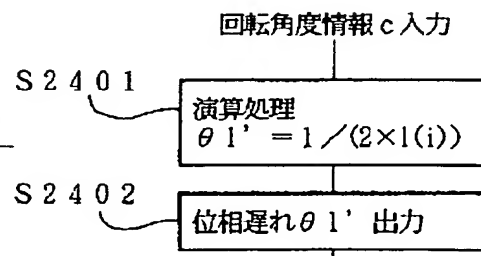 回転角度情報c入力
S2401
演算処理
θ1'=1/(2×l(i))
S2402
位相遅れθ1'出力